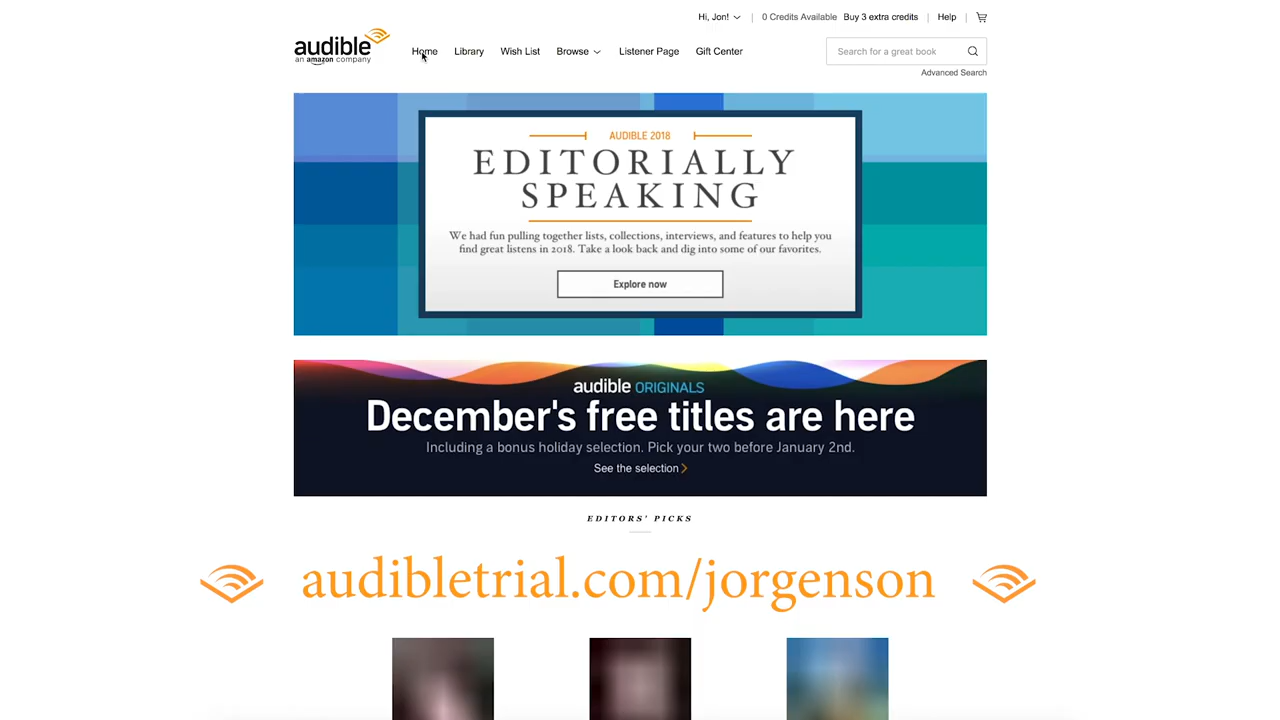 Hi, Jon!
0 Credits Available
Buy 3 extra credits
Help
audible
an amazon company
Home
Library
Wish List
Browse
Listener Page
Gift Center
Search for a great book
Advanced Search
AUDIBLE 2018
EDITORIALLY
SPEAKING
We had fun pulling together lists, collections, interviews, and features to help you
find great listens in 2018. Take a look back and dig into some of our favorites.
Explore now
audible ORIGINALS
December's free titles are here
Including a bonus holiday selection. Pick your two before January 2nd.
See the selection
EDITORS' PICKS
audibletrial.com/jorgenson